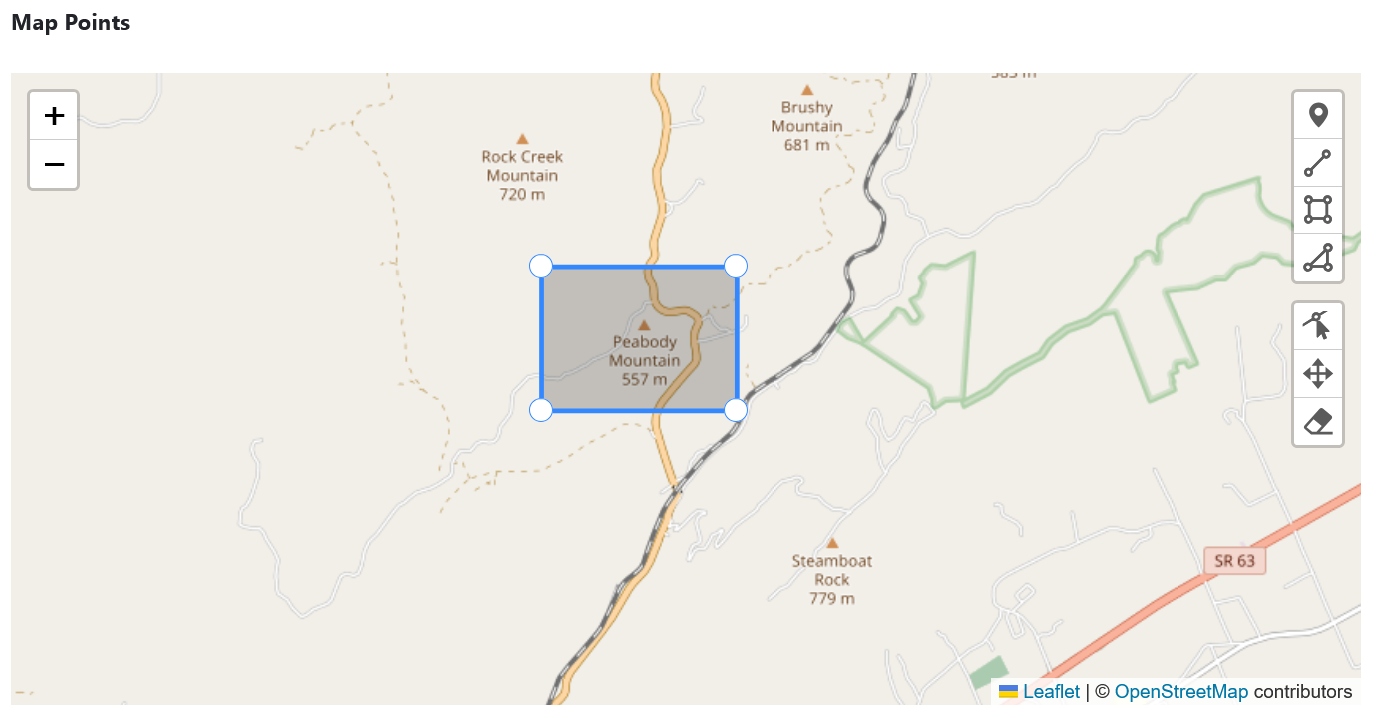 Map Points
+
−
Brushy
Mountain
681 m
Rock Creek
Mountain
720 m
Peabody
Mountain
557 m
Steamboat
Rock
779 m
SR 63
Leaflet | © OpenStreetMap contributors